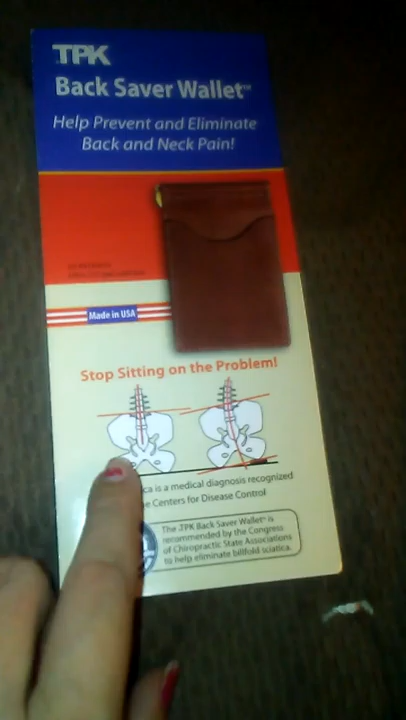 TPK
Back Saver Wallet™
Help Prevent and Eliminate
Back and Neck Pain!
Made in USA
Stop Sitting on the Problem!
ca is a medical diagnosis recognized
e Centers for Disease Control
The TPK Back Saver Wallet™ is
recommended by the Congress
of Chiropractic State Associations
to help eliminate billfold sciatica.